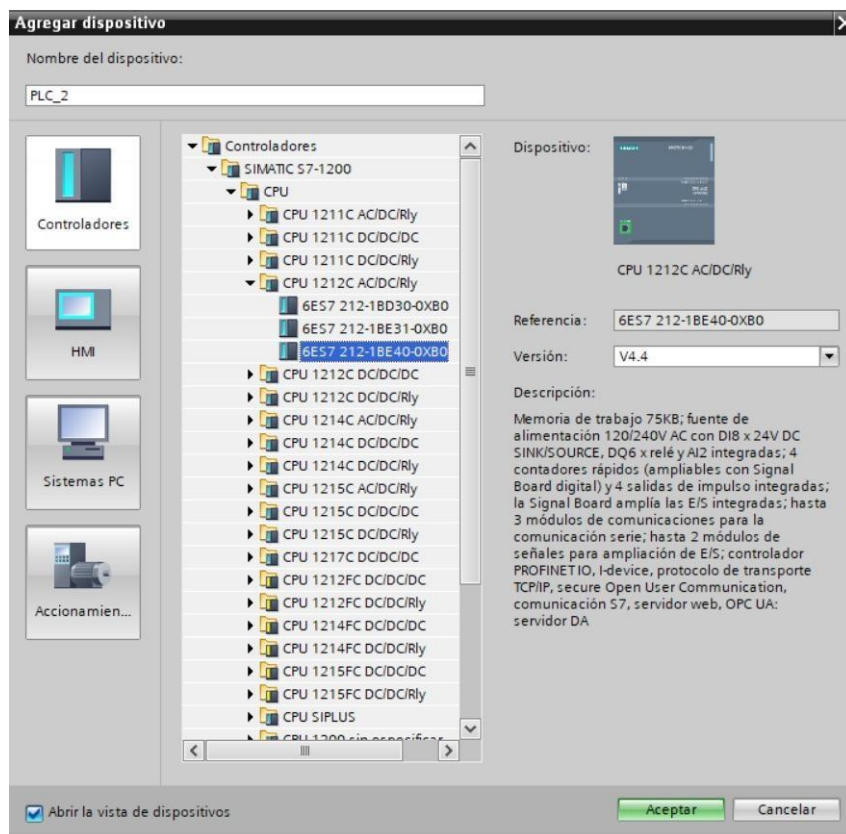 Agregar dispositivo
Nombre del dispositivo:
PLC_2
Controladores
HMI
Sistemas PC
Accionamien...
Controladores
SIMATIC S7-1200
CPU
CPU 1211C AC/DC/Rly
CPU 1211C DC/DC/DC
CPU 1211C DC/DC/Rly
CPU 1212C AC/DC/Rly
6ES7 212-1BD30-0XB0
6ES7 212-1BE31-0XB0
6ES7 212-1BE40-0XB0
CPU 1212C DC/DC/DC
CPU 1212C DC/DC/Rly
CPU 1214C AC/DC/Rly
CPU 1214C DC/DC/DC
CPU 1214C DC/DC/Rly
CPU 1215C AC/DC/Rly
CPU 1215C DC/DC/DC
CPU 1215C DC/DC/Rly
CPU 1217C DC/DC/DC
CPU 1212FC DC/DC/DC
CPU 1212FC DC/DC/Rly
CPU 1214FC DC/DC/DC
CPU 1214FC DC/DC/Rly
CPU 1215FC DC/DC/DC
CPU 1215FC DC/DC/Rly
CPU SIPLUS
CPU 1200 sin especificar
Dispositivo:
CPU 1212C AC/DC/Rly
Referencia: 6ES7 212-1BE40-0XB0
Versión: V4.4
Descripción:
Memoria de trabajo 75KB; fuente de
alimentación 120/240V AC con DI8 x 24V DC
SINK/SOURCE, DQ6 x relé y AI2 integradas; 4
contadores rápidos (ampliables con Signal
Board digital) y 4 salidas de impulso integradas;
la Signal Board amplía las E/S integradas; hasta
3 módulos de comunicaciones para la
comunicación serie; hasta 2 módulos de
señales para ampliación de E/S; controlador
PROFINET IO, I-device, protocolo de transporte
TCP/IP, secure Open User Communication,
comunicación S7, servidor web, OPC UA:
servidor DA
Abrir la vista de dispositivos
Aceptar
Cancelar